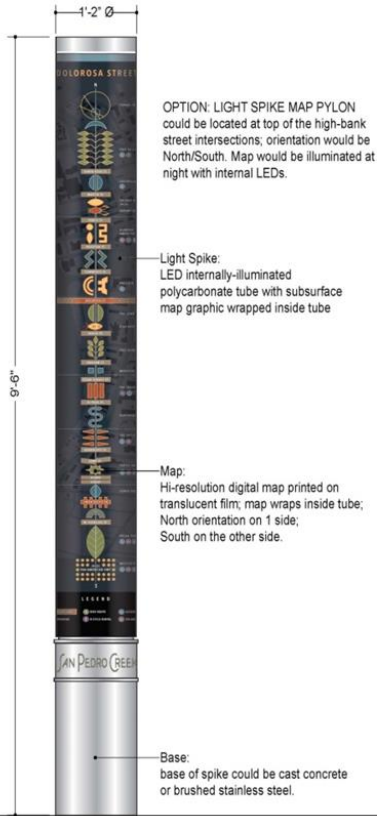 1'-2" Ø
DOLOROSA STREET
OPTION: LIGHT SPIKE MAP PYLON
could be located at top of the high-bank
street intersections; orientation would be
North/South. Map would be illuminated at
night with internal LEDs.
Light Spike:
LED internally-illuminated
polycarbonate tube with subsurface
map graphic wrapped inside tube
9'-6"
Map:
Hi-resolution digital map printed on
translucent film; map wraps inside tube;
North orientation on 1 side;
South on the other side.
LEGEND
SAN PEDRO CREEK
Base:
base of spike could be cast concrete
or brushed stainless steel.